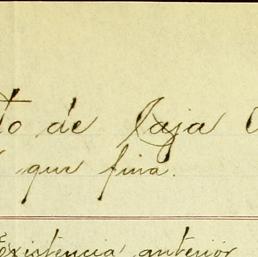 to de Caja
que fina.
Existencia anterior